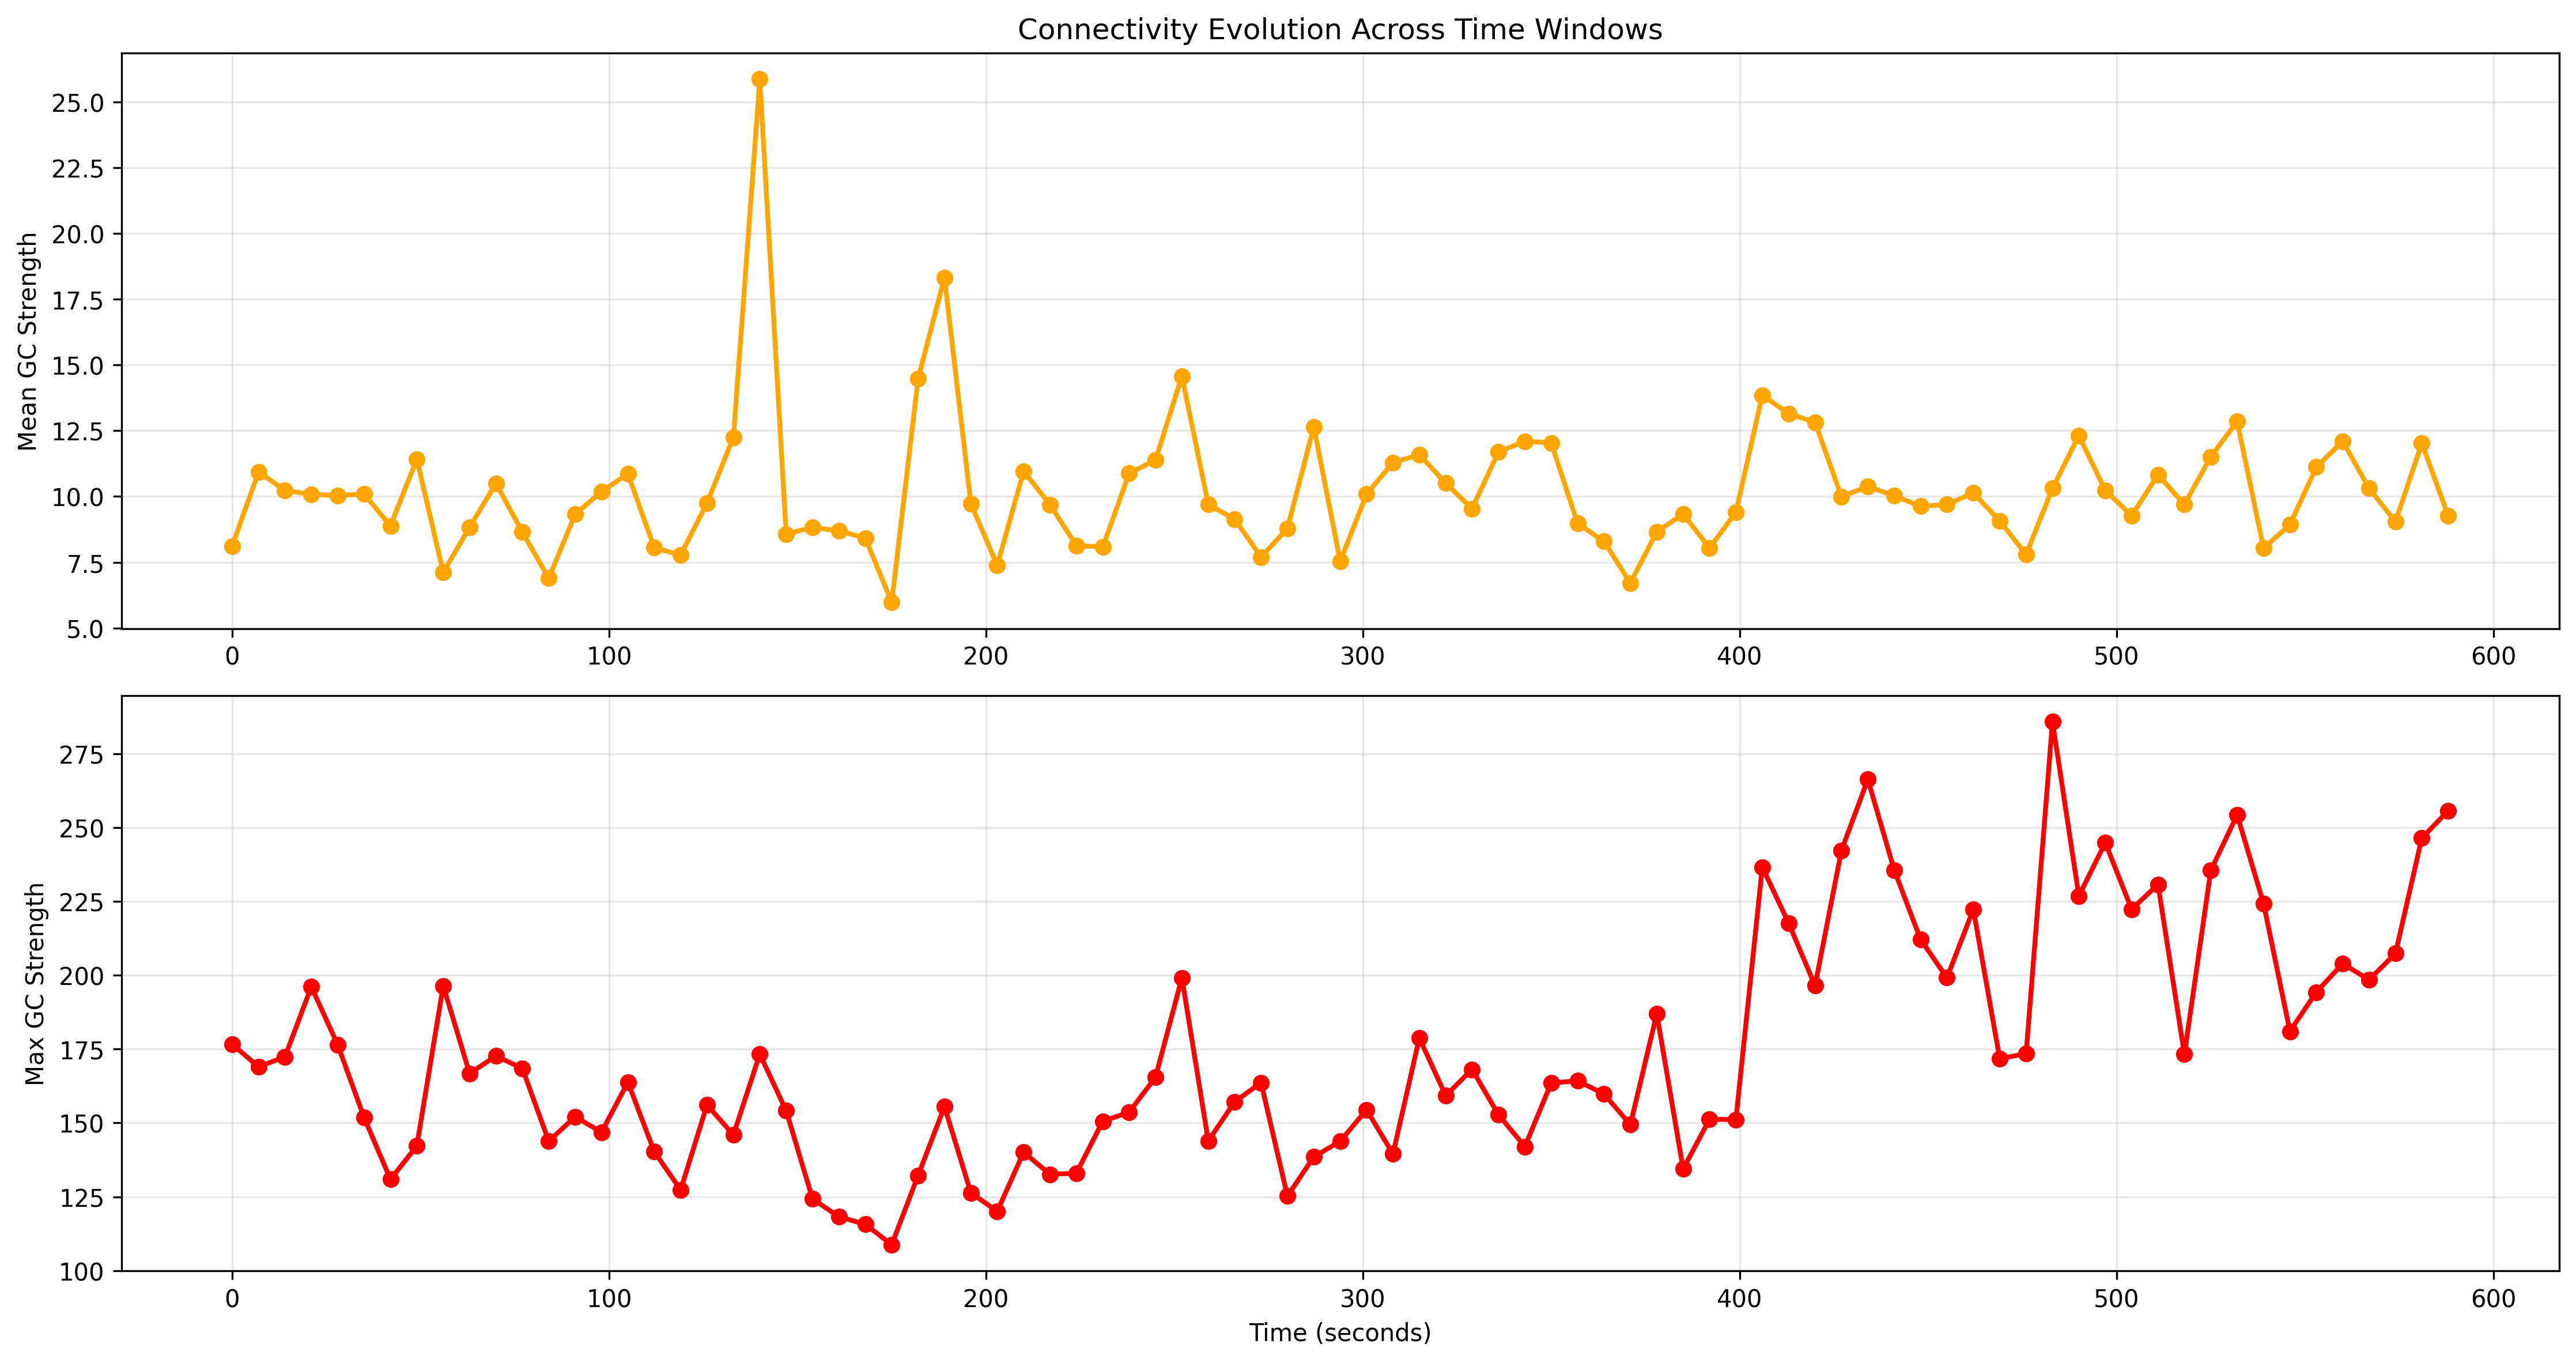 Connectivity Evolution Across Time Windows
Mean GC Strength
25.0
22.5
20.0
17.5
15.0
12.5
10.0
7.5
5.0
0 100 200 300 400 500 600
Max GC Strength
275
250
225
200
175
150
125
100
0 100 200 300 400 500 600
Time (seconds)